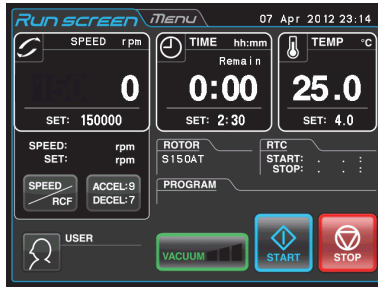 Run screen Menu 07 Apr 2012 23:14
SPEED rpm
0
SET: 150000
TIME hh:mm
Remain
0:00
SET: 2:30
TEMP °C
25.0
SET: 4.0
SPEED: rpm
SET: rpm
SPEED/RCF
ACCEL:9
DECEL:7
ROTOR
S150AT
RTC
START: . . :
STOP: . . :
PROGRAM
USER
VACUUM
START
STOP